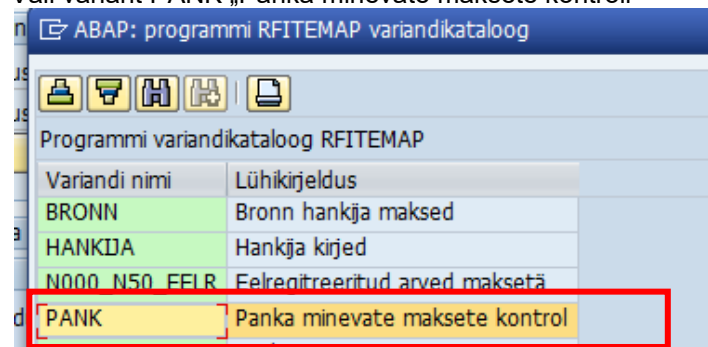 Vali variant PANK „Panka minevate maksete kontroll
ABAP: programmi RFITEMAP variandikataloog
Programmi variandikataloog RFITEMAP
Variandi nimi Lühikirjeldus
BRONN Bronn hankija maksed
HANKIJA Hankija kirjed
N000_N50_EELR Eelregitreeritud arved maksetä
PANK Panka minevate maksete kontrol